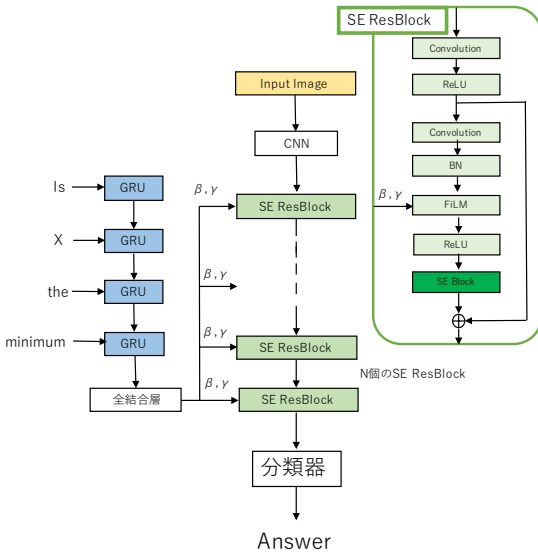 SE ResBlock
Convolution
ReLU
Convolution
BN
β, γ
FiLM
ReLU
SE Block
Input Image
CNN
Is
GRU
β, γ
SE ResBlock
X
GRU
the
GRU
β, γ
minimum
GRU
β, γ
SE ResBlock
N個のSE ResBlock
全結合層
β, γ
SE ResBlock
分類器
Answer